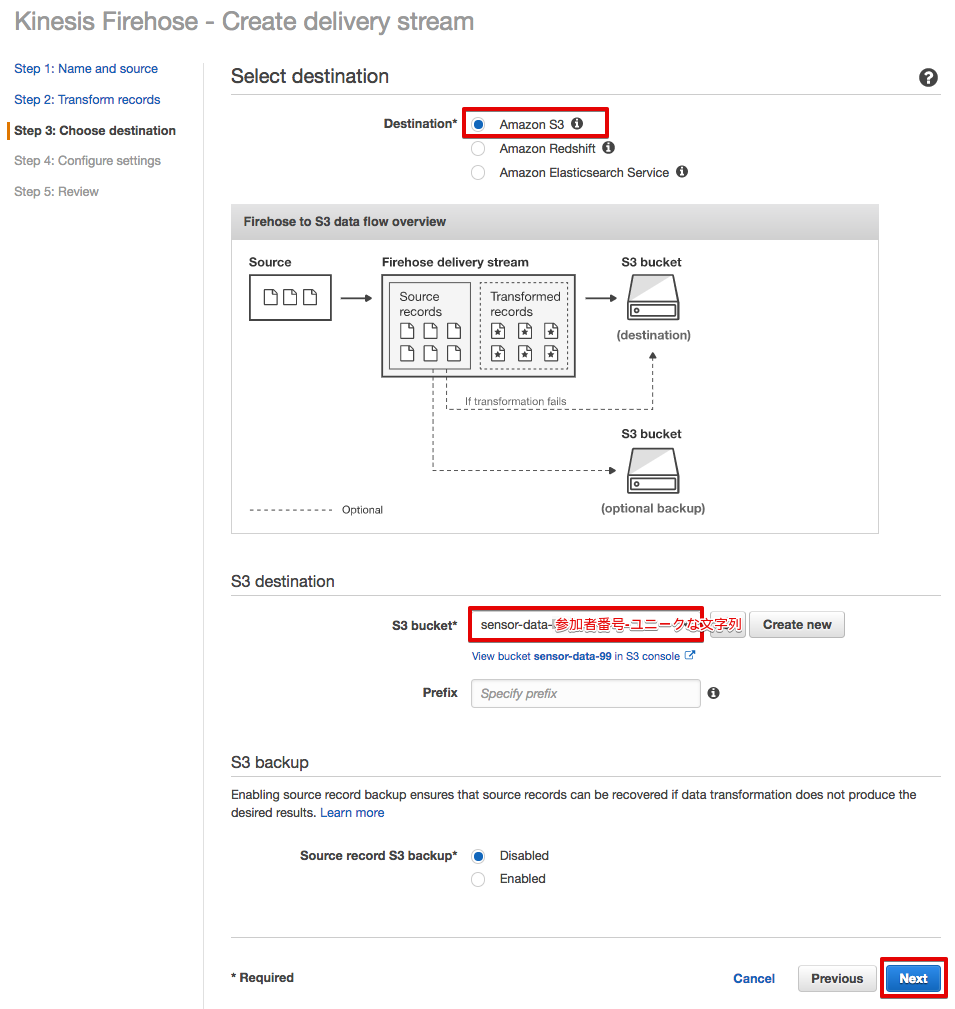 Kinesis Firehose - Create delivery stream
Step 1: Name and source
Step 2: Transform records
Step 3: Choose destination
Step 4: Configure settings
Step 5: Review
Select destination
Destination*
Amazon S3
Amazon Redshift
Amazon Elasticsearch Service
Firehose to S3 data flow overview
Source
Firehose delivery stream
S3 bucket
Source
records
Transformed
records
(destination)
If transformation fails
S3 bucket
(optional backup)
Optional
S3 destination
S3 bucket* sensor-data-参加者番号-ユニークな文字列 Create new
View bucket sensor-data-99 in S3 console
Prefix Specify prefix
S3 backup
Enabling source record backup ensures that source records can be recovered if data transformation does not produce the
desired results. Learn more
Source record S3 backup* Disabled
Enabled
* Required Cancel Previous Next